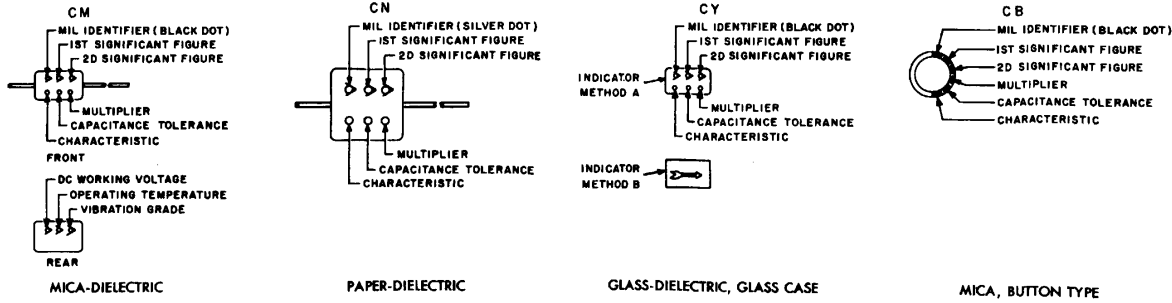 CM
MIL IDENTIFIER (BLACK DOT)
1ST SIGNIFICANT FIGURE
2D SIGNIFICANT FIGURE
MULTIPLIER
CAPACITANCE TOLERANCE
CHARACTERISTIC
FRONT
DC WORKING VOLTAGE
OPERATING TEMPERATURE
VIBRATION GRADE
REAR
MICA-DIELECTRIC
CN
MIL IDENTIFIER (SILVER DOT)
1ST SIGNIFICANT FIGURE
2D SIGNIFICANT FIGURE
MULTIPLIER
CAPACITANCE TOLERANCE
CHARACTERISTIC
PAPER-DIELECTRIC
CY
MIL IDENTIFIER (BLACK DOT)
1ST SIGNIFICANT FIGURE
2D SIGNIFICANT FIGURE
INDICATOR
METHOD A
MULTIPLIER
CAPACITANCE TOLERANCE
CHARACTERISTIC
INDICATOR
METHOD B
GLASS-DIELECTRIC, GLASS CASE
CB
MIL IDENTIFIER (BLACK DOT)
1ST SIGNIFICANT FIGURE
2D SIGNIFICANT FIGURE
MULTIPLIER
CAPACITANCE TOLERANCE
CHARACTERISTIC
MICA, BUTTON TYPE